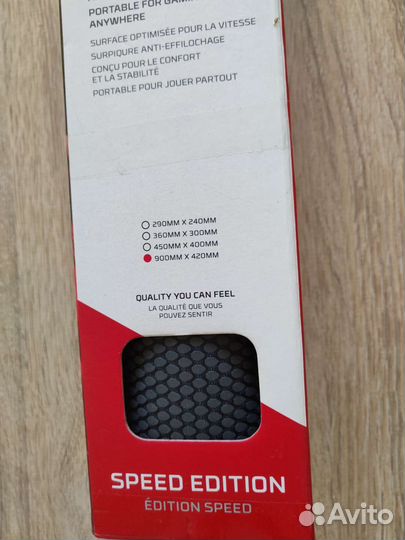 PORTABLE FOR
ANYWHERE
SURFACE OPTIMISÉE POUR LA VITESSE
SURPIQURE ANTI-EFFILOCHAGE
CONÇU POUR LE CONFORT
ET LA STABILITÉ
PORTABLE POUR JOUER PARTOUT
290MM X 240MM
360MM X 300MM
450MM X 400MM
900MM X 420MM
QUALITY YOU CAN FEEL
LA QUALITÉ QUE VOUS
POUVEZ SENTIR
SPEED EDITION
ÉDITION SPEED
Avito